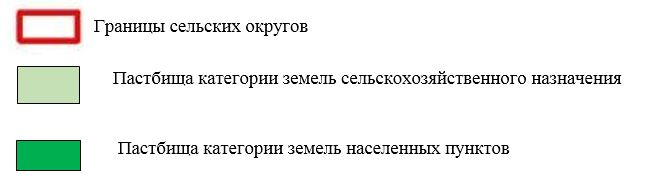 Границы сельских округов
Пастбища категории земель сельскохозяйственного назначения
Пастбища категории земель населенных пунктов